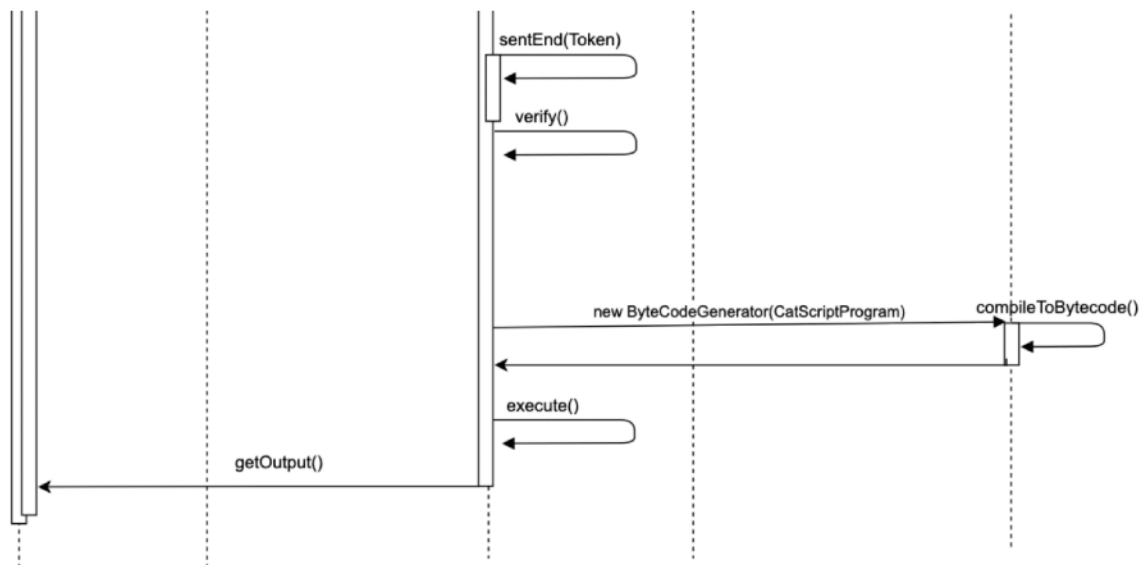 sentEnd(Token)
verify()
new ByteCodeGenerator(CatScriptProgram)
compileToBytecode()
execute()
getOutput()